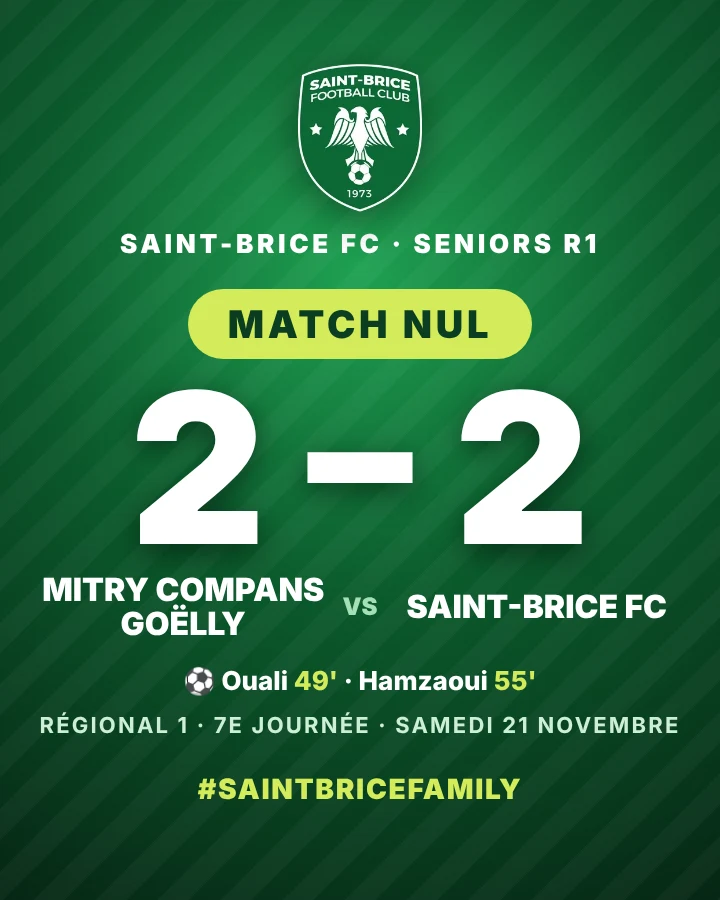 SAINT-BRICE
FOOTBALL CLUB
1973
SAINT-BRICE FC · SENIORS R1
MATCH NUL
2 – 2
MITRY COMPANS
GOËLLY
VS
SAINT-BRICE FC
⚽ Ouali 49' · Hamzaoui 55'
RÉGIONAL 1 · 7E JOURNÉE · SAMEDI 21 NOVEMBRE
#SAINTBRICEFAMILY